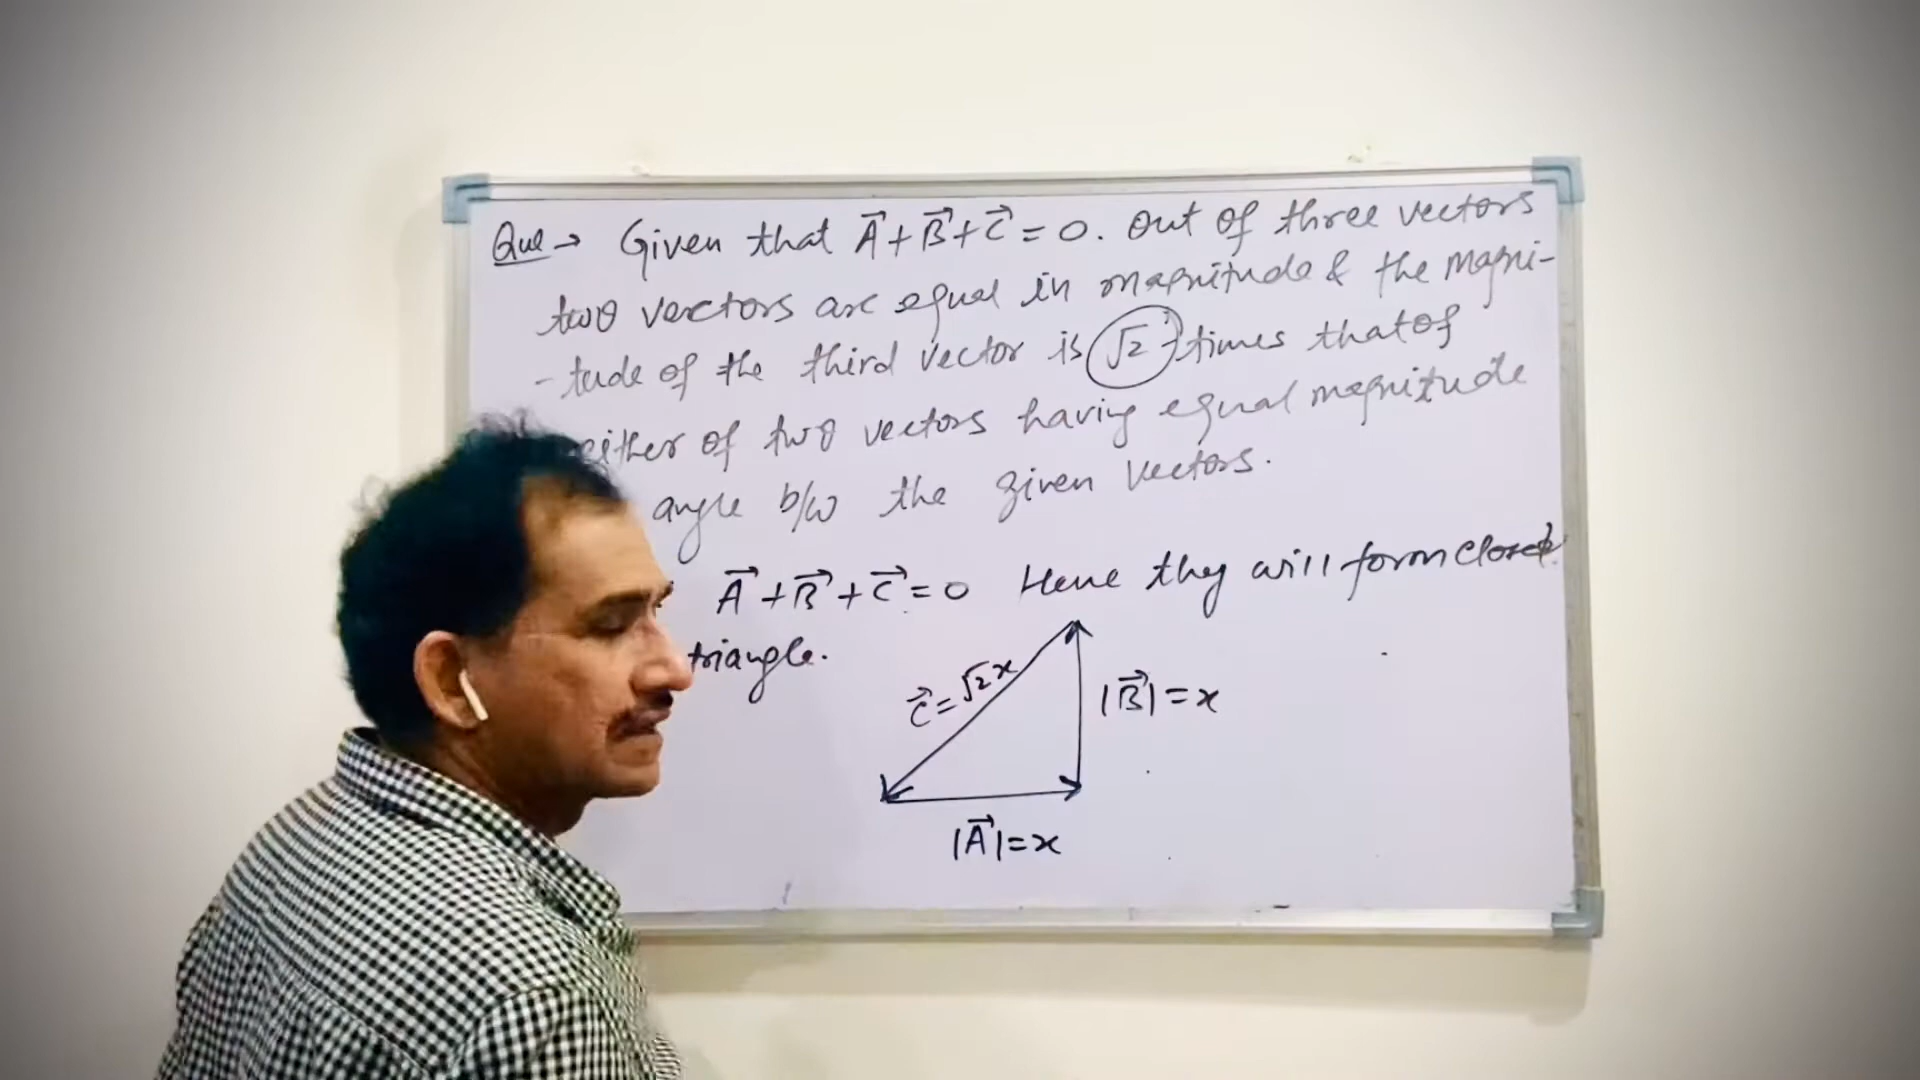 Que → Given that A⃗ + B⃗ + C⃗ = 0. Out of three vectors
two vectors are equal in magnitude & the magni-
- tude of the third vector is √2 times that of
either of two vectors having equal magnitude
angle b/w the given vectors.
A⃗ + B⃗ + C⃗ = 0 Hence they will form closed
triangle.
C⃗ = √2 x
|B⃗| = x
|A⃗| = x